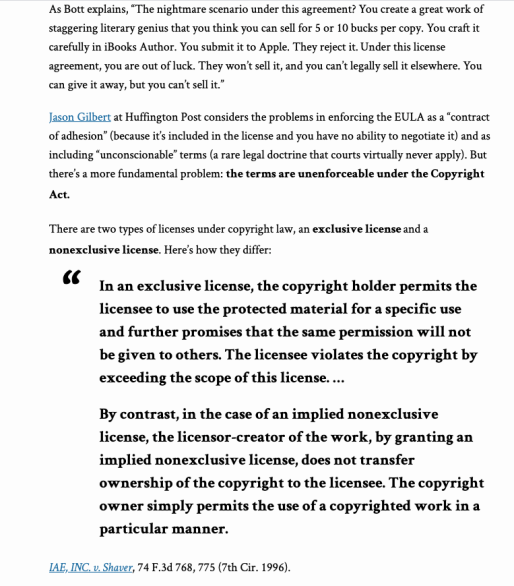 As Bott explains, “The nightmare scenario under this agreement? You create a great work of
staggering literary genius that you think you can sell for 5 or 10 bucks per copy. You craft it
carefully in iBooks Author. You submit it to Apple. They reject it. Under this license
agreement, you are out of luck. They won’t sell it, and you can’t legally sell it elsewhere. You
can give it away, but you can’t sell it.”
Jason Gilbert at Huffington Post considers the problems in enforcing the EULA as a “contract
of adhesion” (because it’s included in the license and you have no ability to negotiate it) and as
including “unconscionable” terms (a rare legal doctrine that courts virtually never apply). But
there’s a more fundamental problem: the terms are unenforceable under the Copyright
Act.
There are two types of licenses under copyright law, an exclusive license and a
nonexclusive license. Here’s how they differ:
“
In an exclusive license, the copyright holder permits the
licensee to use the protected material for a specific use
and further promises that the same permission will not
be given to others. The licensee violates the copyright by
exceeding the scope of this license. …
By contrast, in the case of an implied nonexclusive
license, the licensor-creator of the work, by granting an
implied nonexclusive license, does not transfer
ownership of the copyright to the licensee. The copyright
owner simply permits the use of a copyrighted work in a
particular manner.
IAE, INC. v. Shaver, 74 F.3d 768, 775 (7th Cir. 1996).